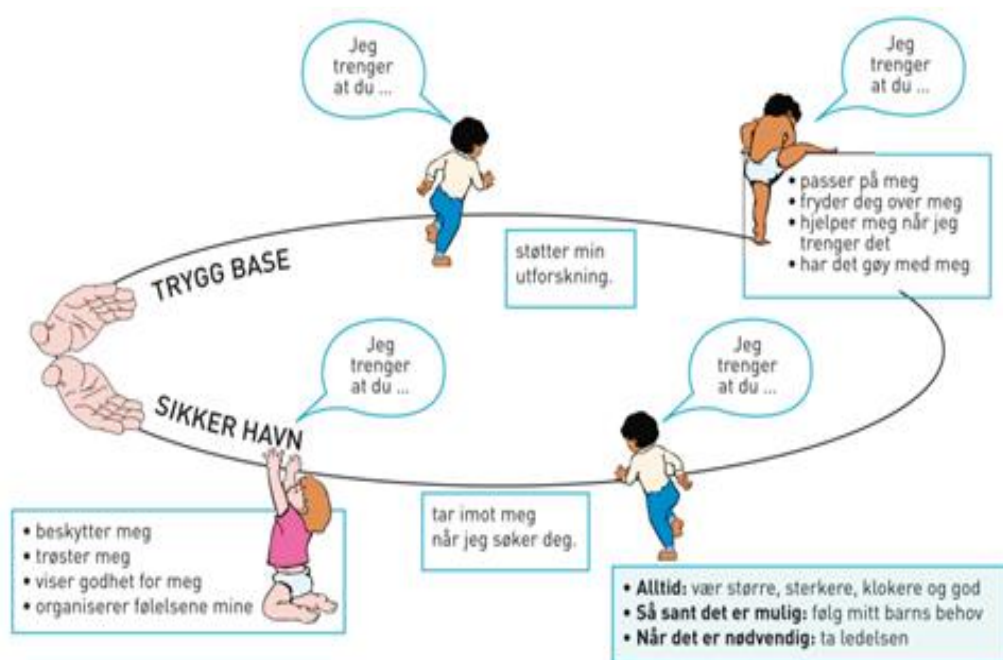 Jeg
trenger
at du ...
Jeg
trenger
at du ...
• passer på meg
• fryder deg over meg
• hjelper meg når jeg
trenger det
• har det gøy med meg
støtter min
utforskning.
TRYGG BASE
SIKKER HAVN
Jeg
trenger
at du ...
Jeg
trenger
at du ...
• beskytter meg
• trøster meg
• viser godhet for meg
• organiserer følelsene mine
tar imot meg
når jeg søker deg.
• Alltid: vær større, sterkere, klokere og god
• Så sant det er mulig: følg mitt barns behov
• Når det er nødvendig: ta ledelsen